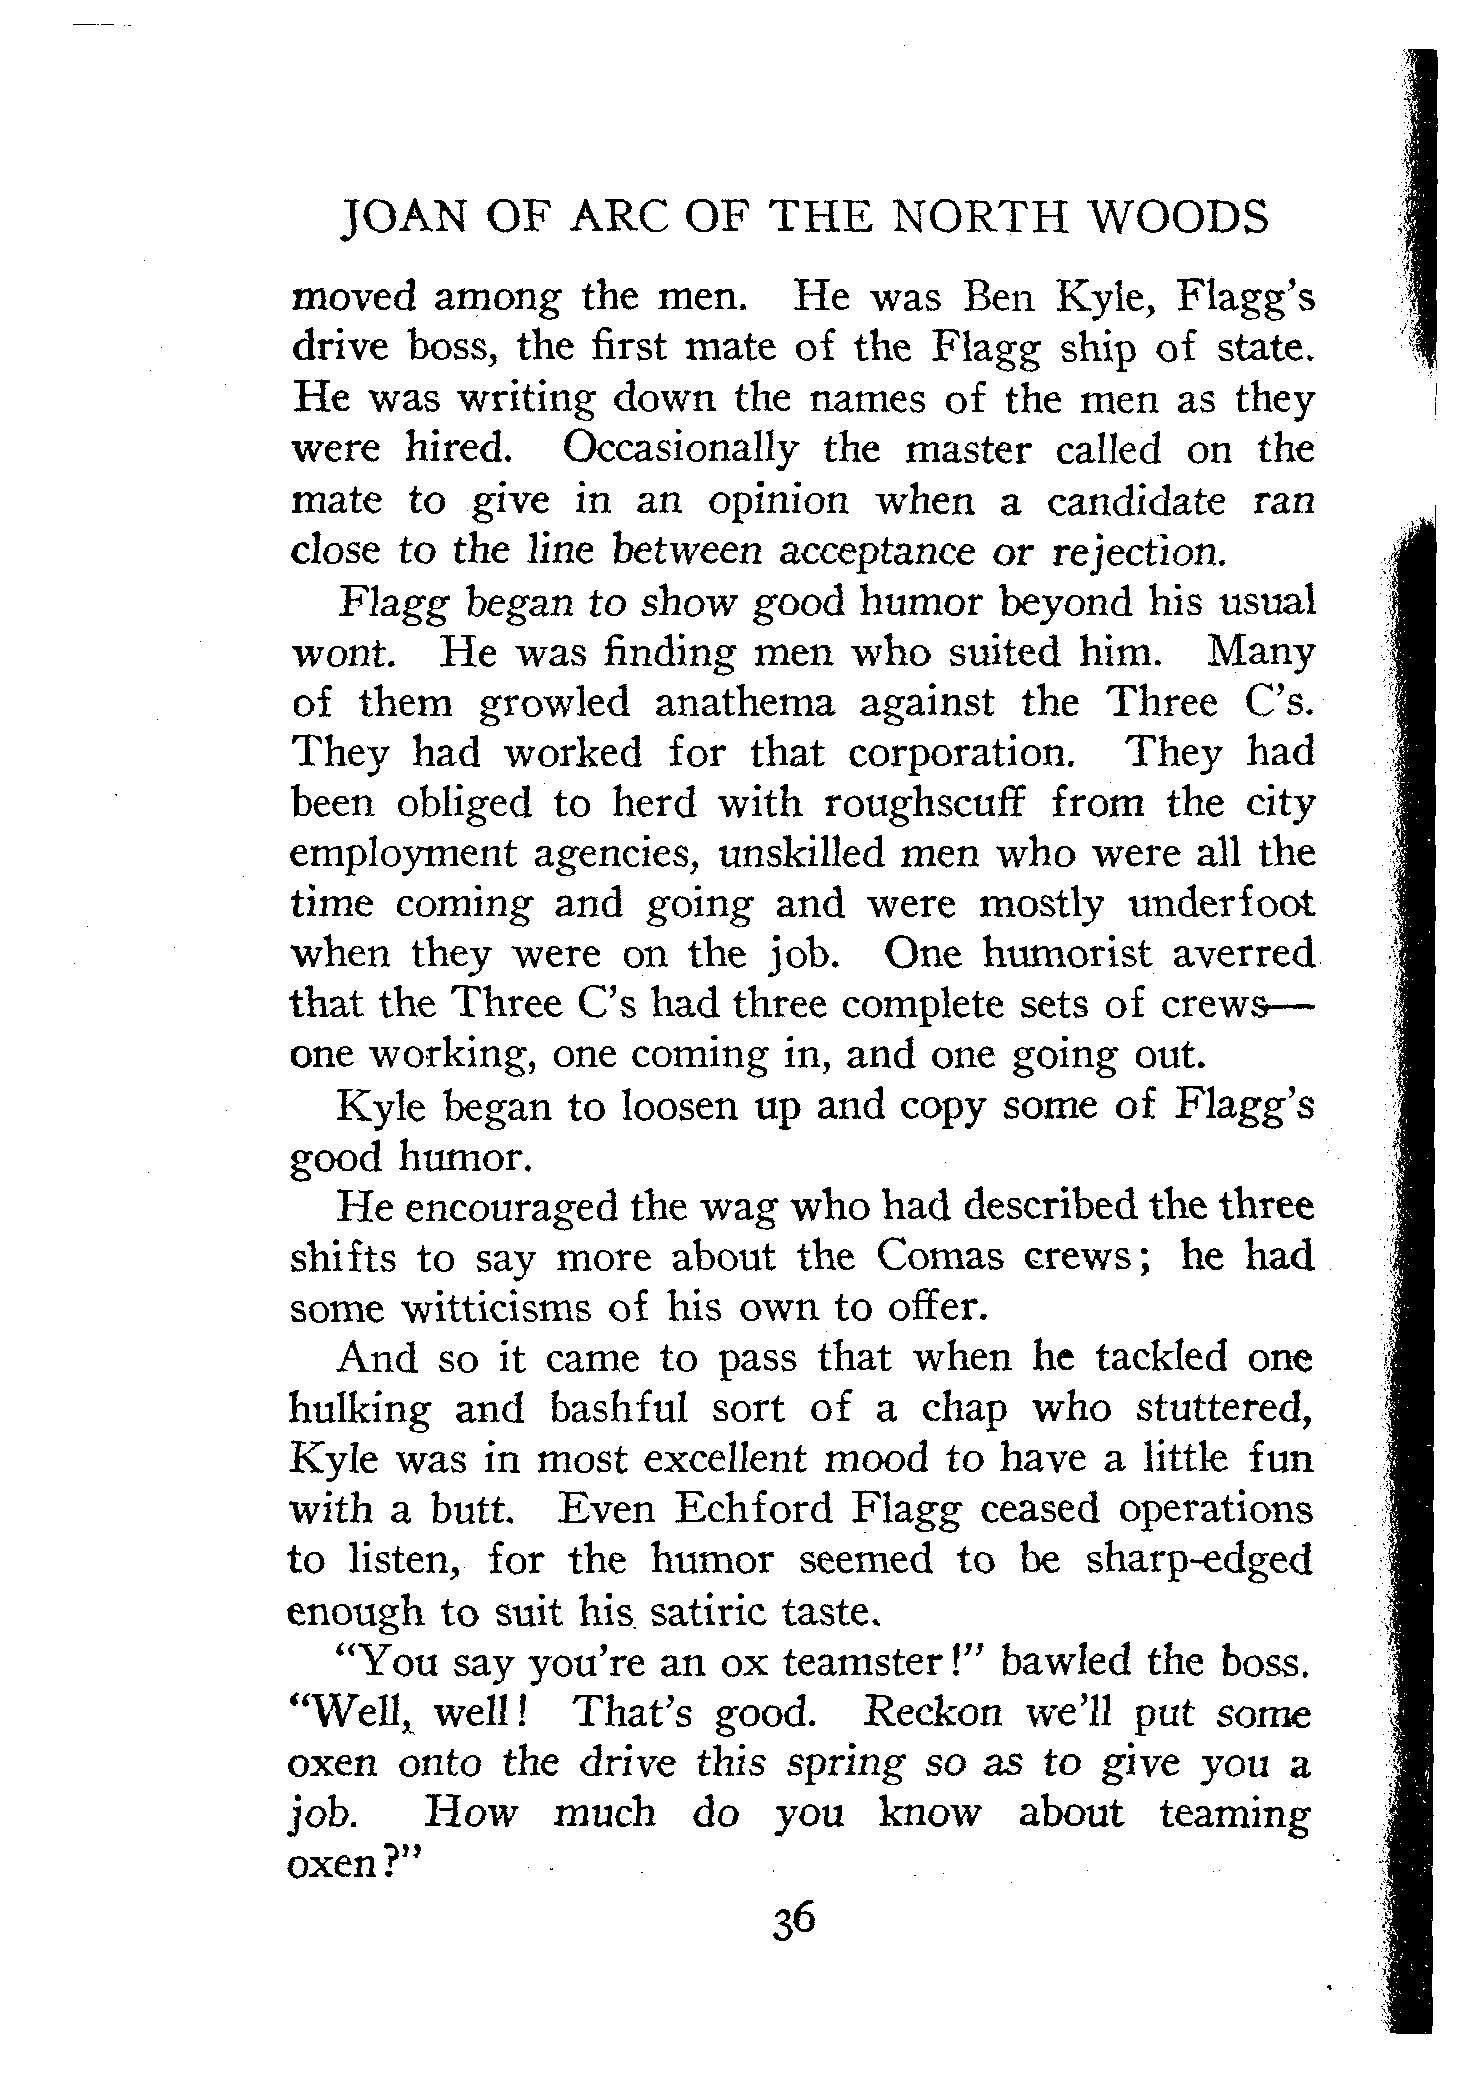 JOAN OF ARC OF THE NORTH WOODS
moved among the men. He was Ben Kyle, Flagg's
drive boss, the first mate of the Flagg ship of state.
He was writing down the names of the men as they
were hired. Occasionally the master called on the
mate to give in an opinion when a candidate ran
close to the line between acceptance or rejection.
Flagg began to show good humor beyond his usual
wont. He was finding men who suited him. Many
of them growled anathema against the Three C's.
They had worked for that corporation. They had
been obliged to herd with roughscuff from the city
employment agencies, unskilled men who were all the
time coming and going and were mostly underfoot
when they were on the job. One humorist averred
that the Three C's had three complete sets of crews—
one working, one coming in, and one going out.
Kyle began to loosen up and copy some of Flagg's
good humor.
He encouraged the wag who had described the three
shifts to say more about the Comas crews; he had
some witticisms of his own to offer.
And so it came to pass that when he tackled one
hulking and bashful sort of a chap who stuttered,
Kyle was in most excellent mood to have a little fun
with a butt. Even Echford Flagg ceased operations
to listen, for the humor seemed to be sharp-edged
enough to suit his satiric taste.
"You say you're an ox teamster!" bawled the boss.
"Well, well! That's good. Reckon we'll put some
oxen onto the drive this spring so as to give you a
job. How much do you know about teaming
oxen?"
36